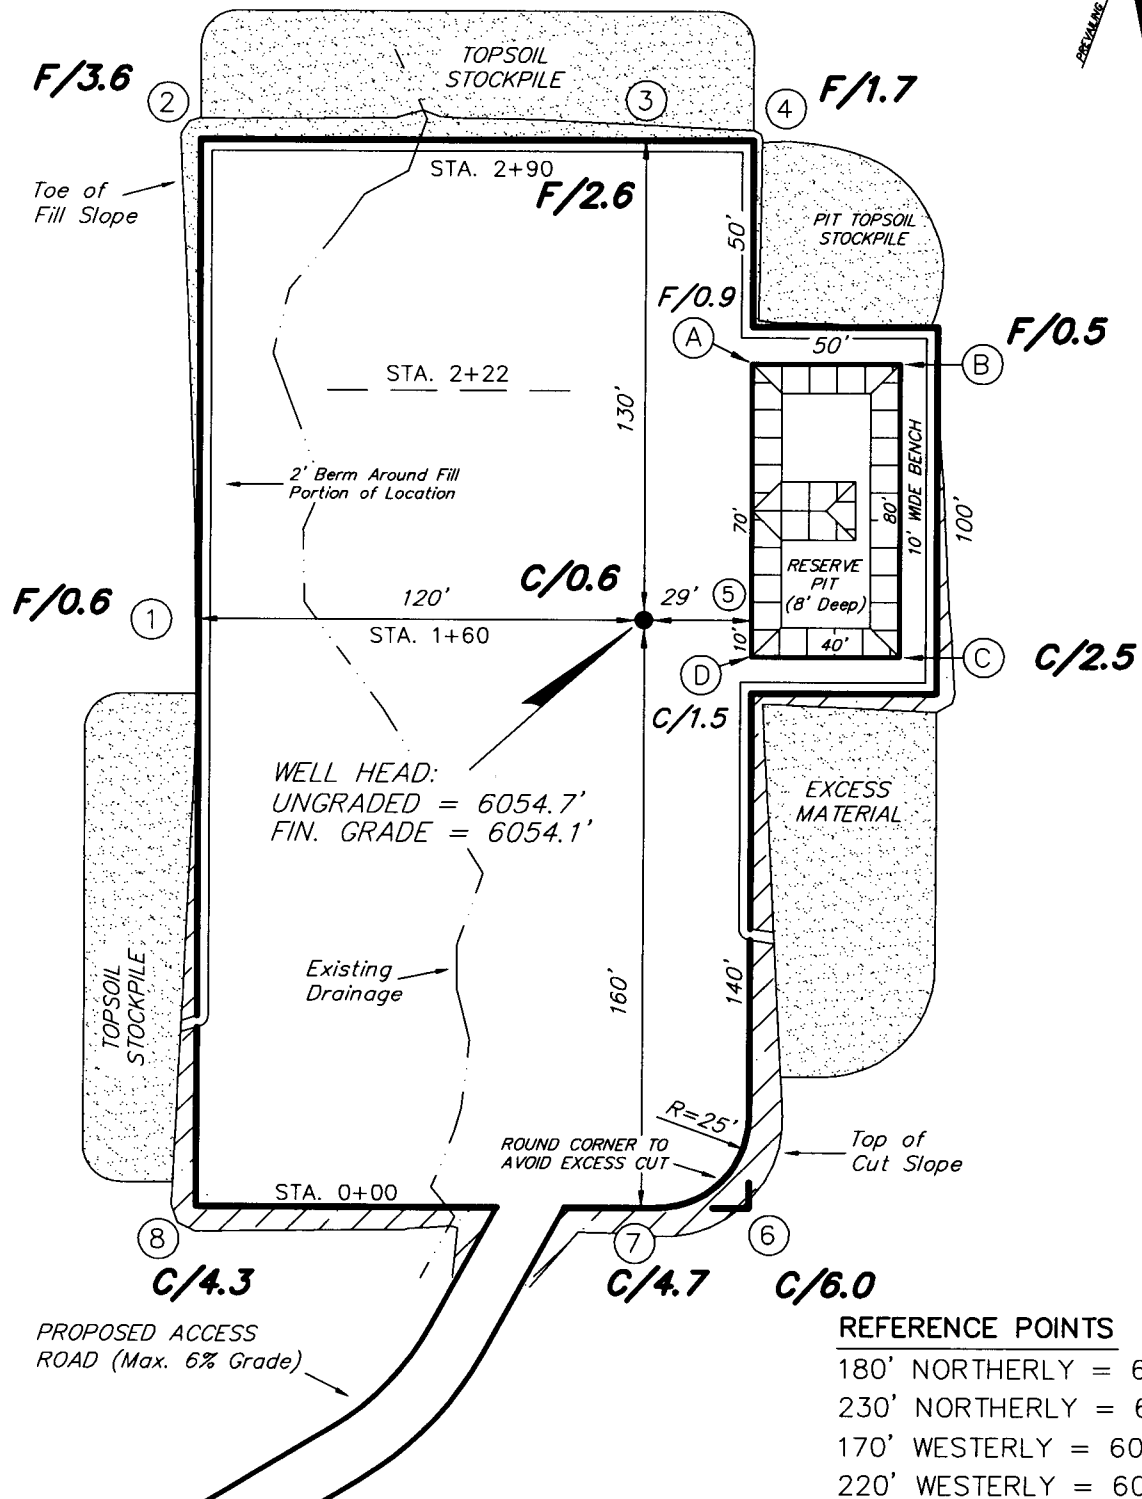 PREVAILING
TOPSOIL
STOCKPILE
F/3.6
2
3
4
F/1.7
STA. 2+90
F/2.6
Toe of
Fill Slope
50'
PIT TOPSOIL
STOCKPILE
F/0.9
A
50'
F/0.5
B
STA. 2+22
130'
2' Berm Around Fill
Portion of Location
10' WIDE BENCH
70'
80'
100'
RESERVE
PIT
(8' Deep)
F/0.6
1
120'
STA. 1+60
C/0.6
29'
5
10'
40'
D
C
C/2.5
C/1.5
WELL HEAD:
UNGRADED = 6054.7'
FIN. GRADE = 6054.1'
EXCESS
MATERIAL
TOPSOIL
STOCKPILE
Existing
Drainage
160'
140'
R=25'
ROUND CORNER TO
AVOID EXCESS CUT
Top of
Cut Slope
STA. 0+00
8
7
6
C/4.3
C/4.7
C/6.0
PROPOSED ACCESS
ROAD (Max. 6% Grade)
REFERENCE POINTS
180' NORTHERLY = 6
230' NORTHERLY = 6
170' WESTERLY = 60
220' WESTERLY = 60